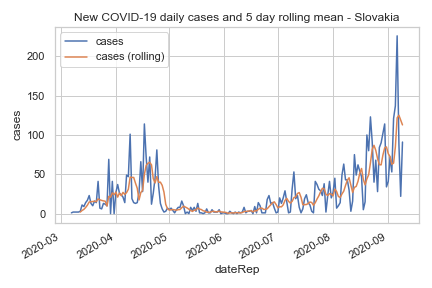 New COVID-19 daily cases and 5 day rolling mean - Slovakia
cases
cases (rolling)
cases
200
150
100
50
0
2020-03
2020-04
2020-05
2020-06
2020-07
2020-08
2020-09
dateRep